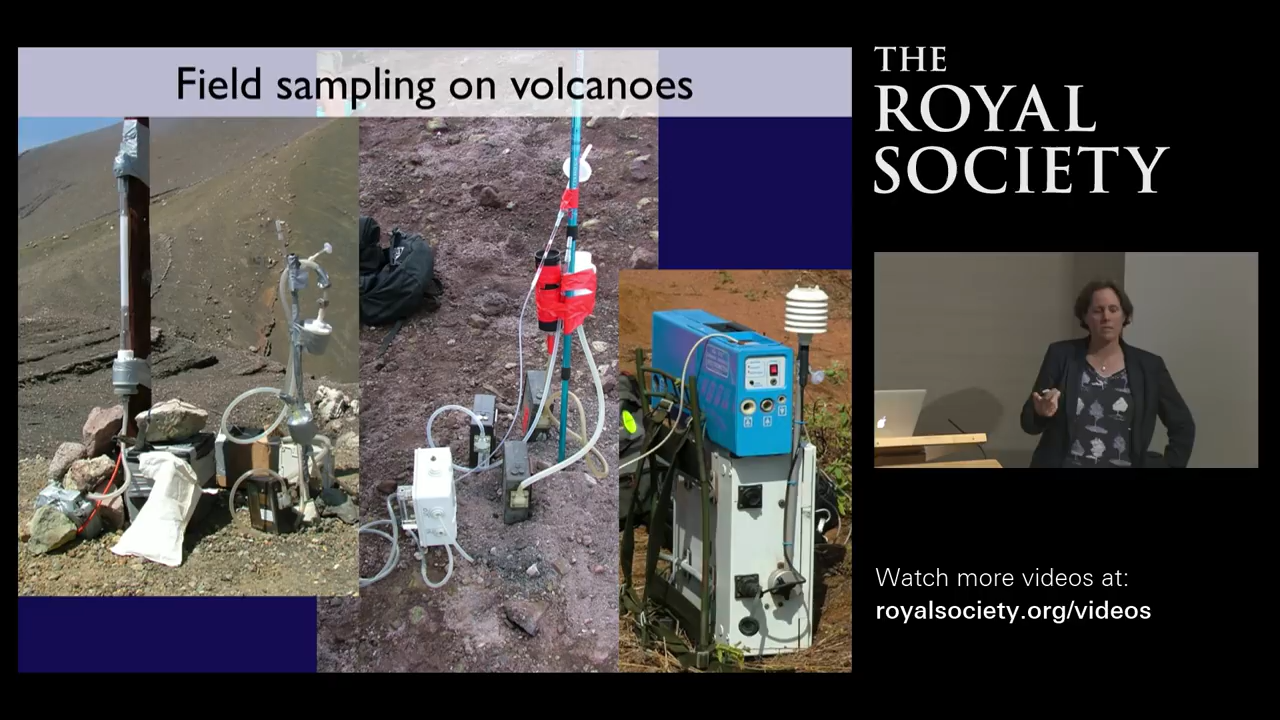 Field sampling on volcanoes
THE
ROYAL
SOCIETY
Watch more videos at:
royalsociety.org/videos